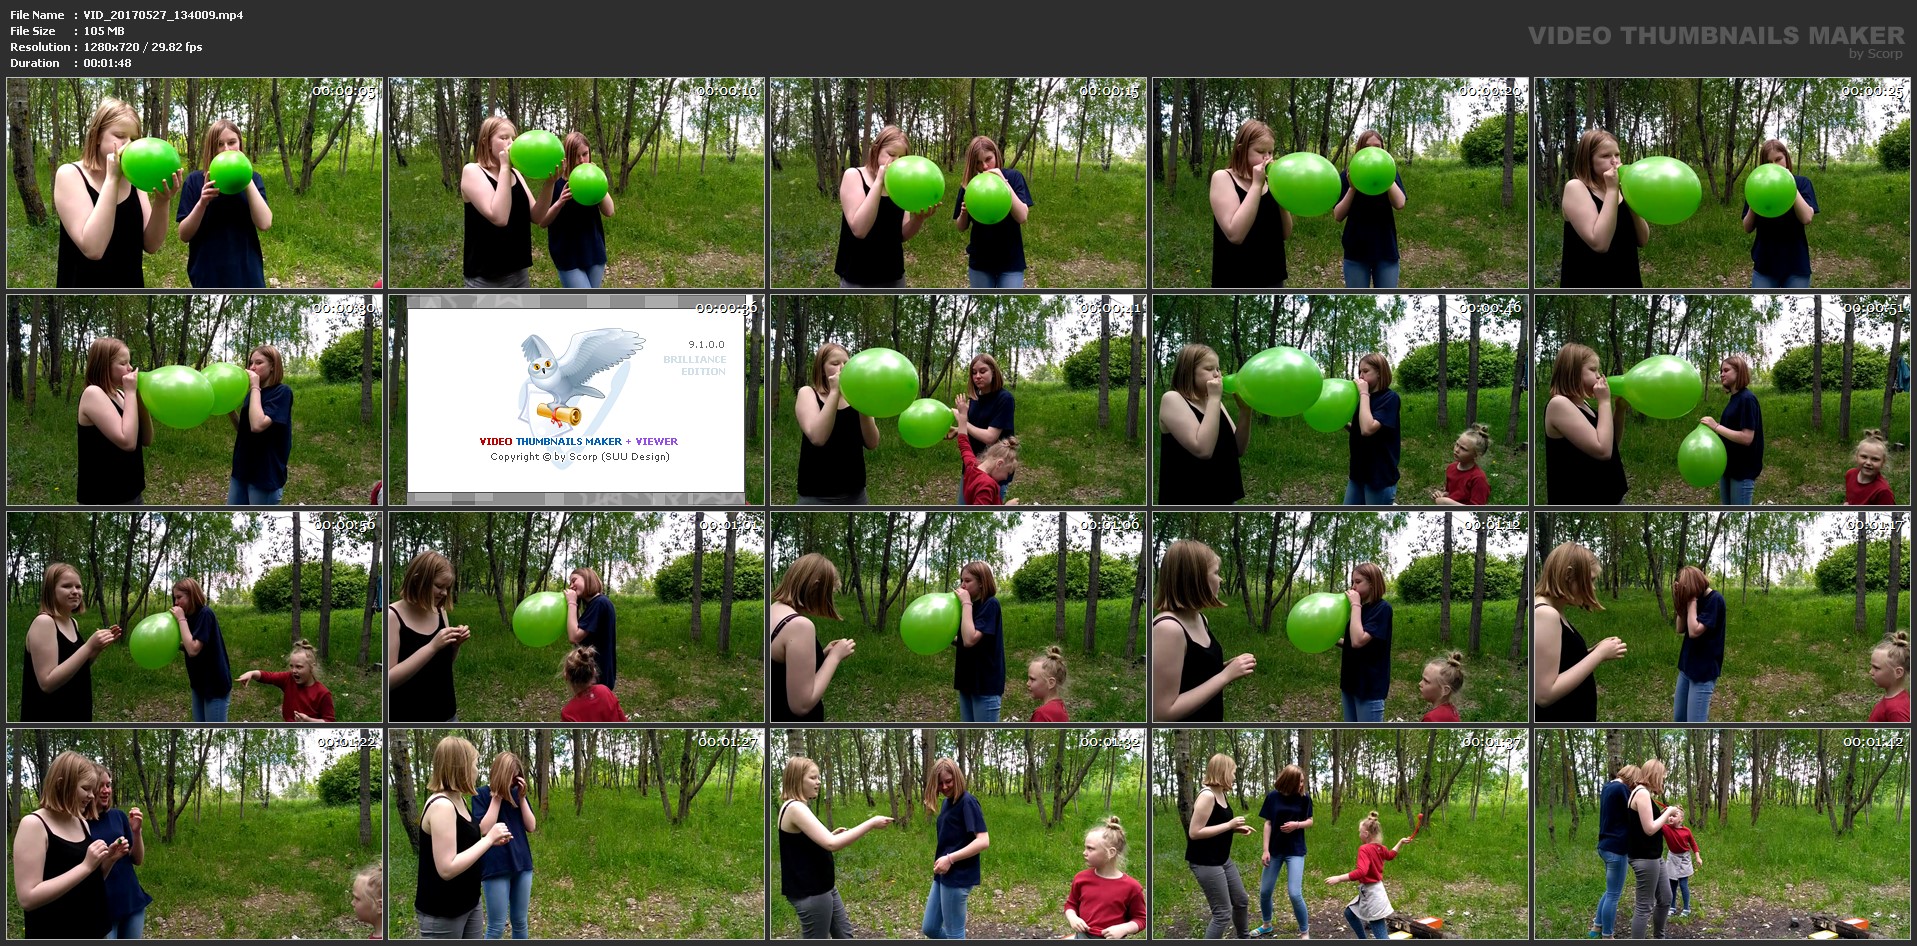 File Name : VID_20170527_134009.mp4
File Size : 105 MB
Resolution : 1280x720 / 29.82 fps
Duration : 00:01:48
VIDEO THUMBNAILS MAKER
by Scorp
00:00:05
00:00:10
00:00:15
00:00:20
00:00:25
00:00:30
00:00:36
9.1.0.0
BRILLIANCE
EDITION
VIDEO THUMBNAILS MAKER + VIEWER
Copyright © by Scorp (SUU Design)
00:00:41
00:00:46
00:00:51
00:00:56
00:01:01
00:01:06
00:01:12
00:01:17
00:01:22
00:01:27
00:01:32
00:01:37
00:01:42